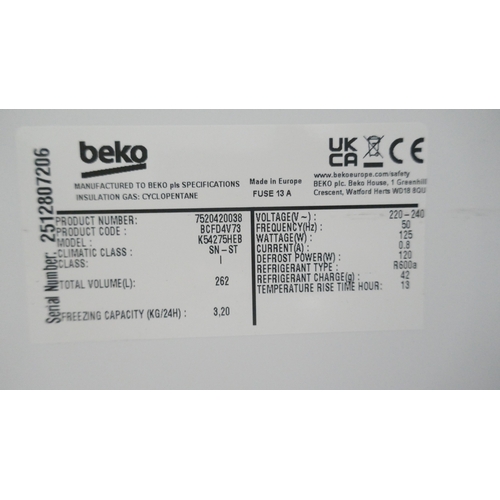 Serial Number: 2512807206
beko
MANUFACTURED TO BEKO pls SPECIFICATIONS
INSULATION GAS: CYCLOPENTANE
Made in Europe
FUSE 13 A
UK
CA
CE
www.bekoeurope.com/safety
BEKO plc. Beko House, 1 Greenhill
Crescent, Watford Herts WD18 8QU
PRODUCT NUMBER: 7520420038
PRODUCT CODE: BCFD4V73
MODEL: K54275HEB
CLIMATIC CLASS: SN-ST
CLASS: I
TOTAL VOLUME(L): 262
FREEZING CAPACITY (KG/24H): 3,20
VOLTAGE(V ~): 220-240
FREQUENCY(Hz): 50
WATTAGE(W): 125
CURRENT(A): 0.8
DEFROST POWER(W): 120
REFRIGERANT TYPE: R600a
REFRIGERANT CHARGE(g): 42
TEMPERATURE RISE TIME HOUR: 13